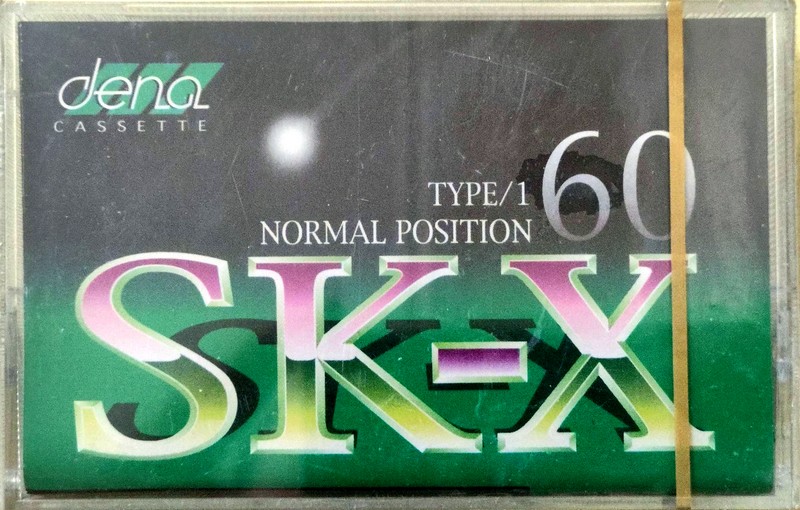 dena
CASSETTE
TYPE/1 60
NORMAL POSITION
SK-X